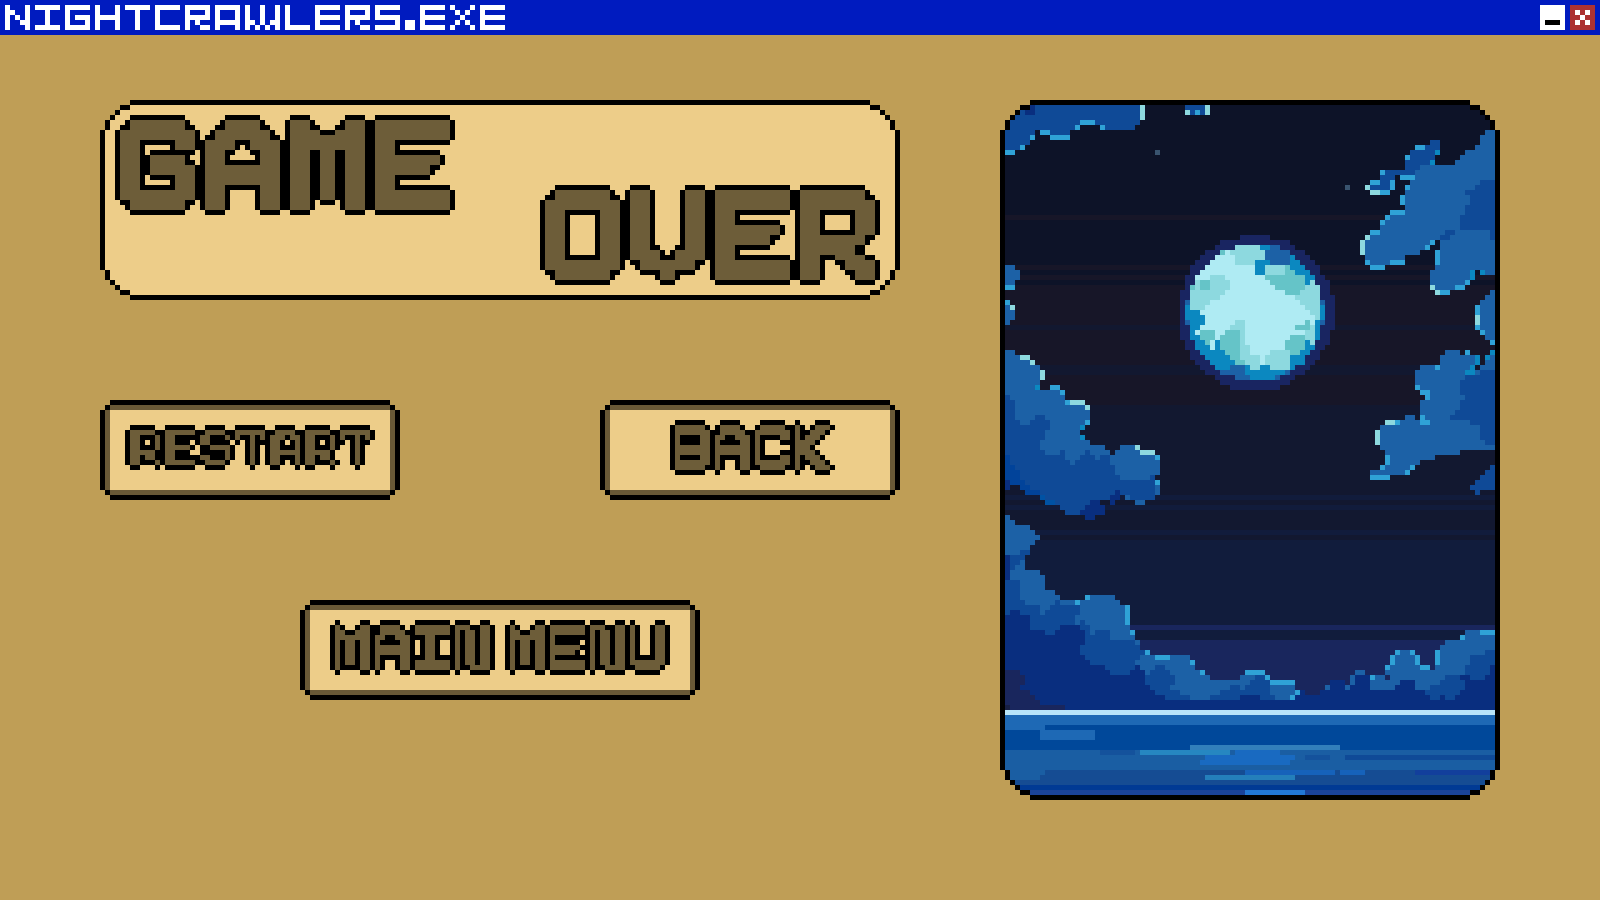 NIGHTCRAWLERS.EXE
GAME
OVER
RESTART
BACK
MAIN MENU